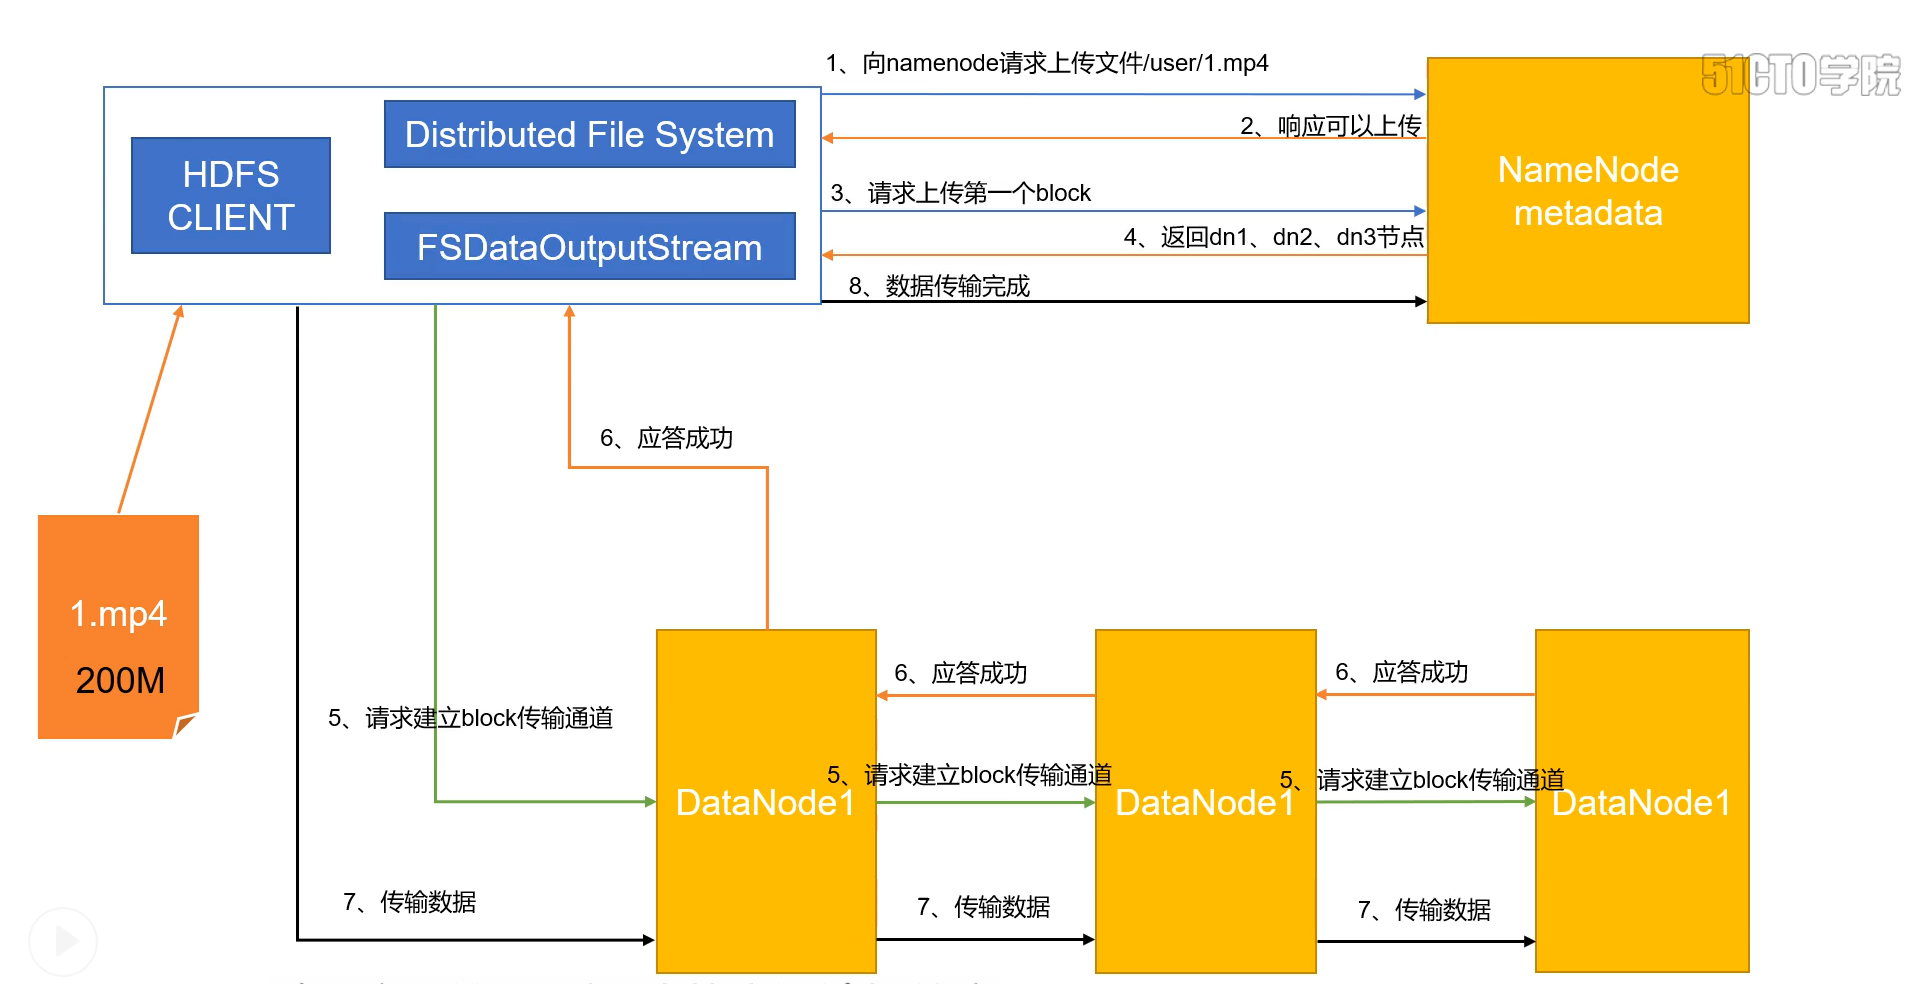 1、向namenode请求上传文件/user/1.mp4
51CTO学院
Distributed File System
2、响应可以上传
HDFS
CLIENT
NameNode
metadata
3、请求上传第一个block
FSDataOutputStream
4、返回dn1、dn2、dn3节点
8、数据传输完成
6、应答成功
1.mp4
200M
6、应答成功
6、应答成功
5、请求建立block传输通道
5、请求建立block传输通道
5、请求建立block传输通道
DataNode1
DataNode1
DataNode1
7、传输数据
7、传输数据
7、传输数据